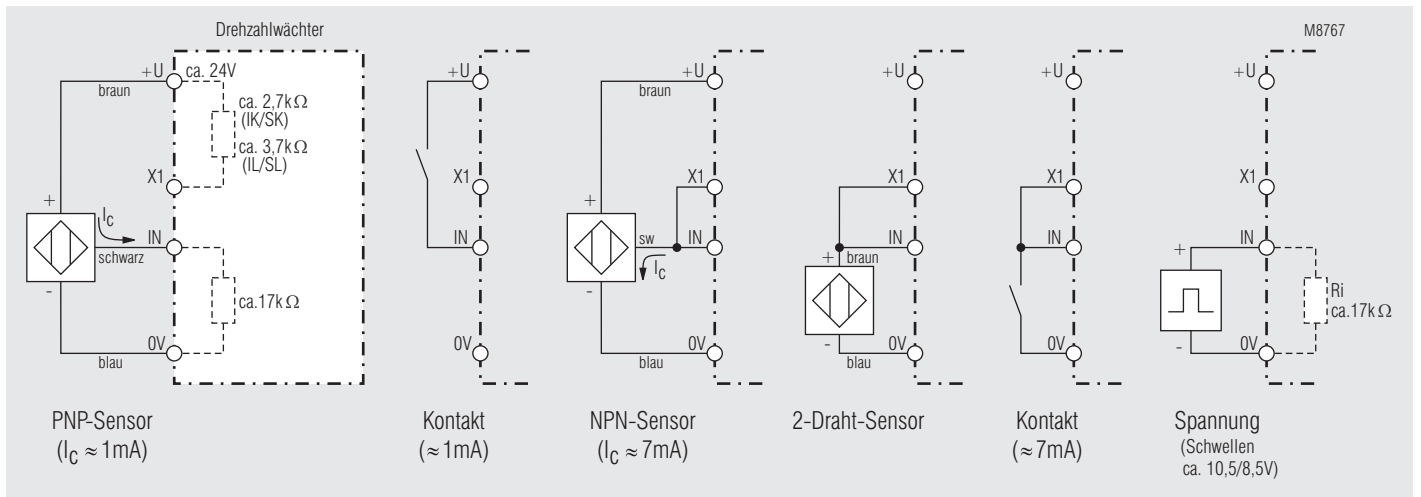 Drehzahlwächter
M8767
+U
ca. 24V
braun
ca. 2,7kΩ
(IK/SK)
ca. 3,7kΩ
(IL/SL)
X1
+
IC
IN
schwarz
-
ca.17kΩ
0V
blau
PNP-Sensor
(IC ≈ 1mA)
+U
X1
IN
0V
Kontakt
(≈ 1mA)
+U
braun
X1
+
IN
sw
IC
-
0V
blau
NPN-Sensor
(IC ≈ 7mA)
+U
X1
IN
+
braun
-
0V
blau
2-Draht-Sensor
+U
X1
IN
0V
Kontakt
(≈ 7mA)
+U
X1
IN
+
Ri
ca.17kΩ
-
0V
Spannung
(Schwellen
ca. 10,5/8,5V)